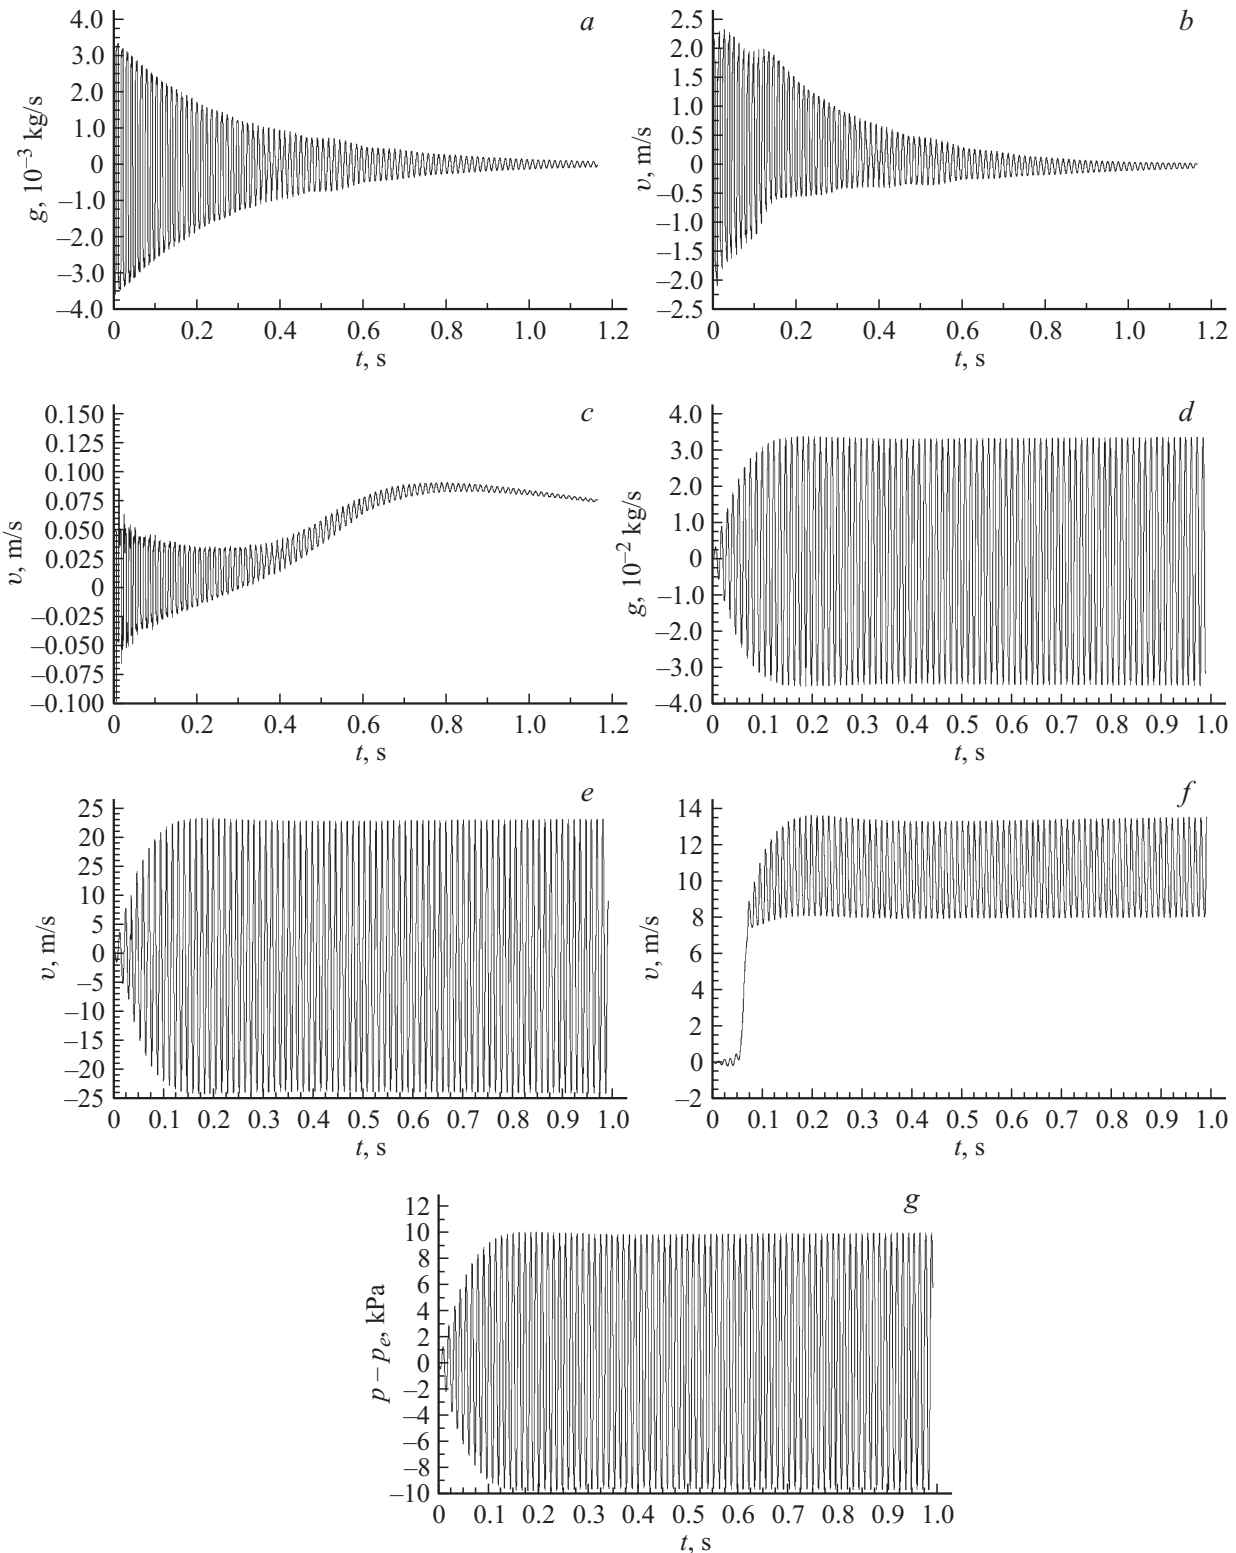 a
4.0
3.0
2.0
1.0
0
–1.0
–2.0
–3.0
–4.0
g, 10–3 kg/s
0 0.2 0.4 0.6 0.8 1.0 1.2
t, s
b
2.5
2.0
1.5
1.0
0.5
0
–0.5
–1.0
–1.5
–2.0
–2.5
v, m/s
0 0.2 0.4 0.6 0.8 1.0 1.2
t, s
c
0.150
0.125
0.100
0.075
0.050
0.025
0
–0.025
–0.050
–0.075
–0.100
v, m/s
0 0.2 0.4 0.6 0.8 1.0 1.2
t, s
d
4.0
3.0
2.0
1.0
0
–1.0
–2.0
–3.0
–4.0
g, 10–2 kg/s
0 0.1 0.2 0.3 0.4 0.5 0.6 0.7 0.8 0.9 1.0
t, s
e
25
20
15
10
5
0
–5
–10
–15
–20
–25
v, m/s
0 0.1 0.2 0.3 0.4 0.5 0.6 0.7 0.8 0.9 1.0
t, s
f
14
12
10
8
6
4
2
0
–2
v, m/s
0 0.1 0.2 0.3 0.4 0.5 0.6 0.7 0.8 0.9 1.0
t, s
g
12
10
8
6
4
2
0
–2
–4
–6
–8
–10
p – pe, kPa
0 0.1 0.2 0.3 0.4 0.5 0.6 0.7 0.8 0.9 1.0
t, s